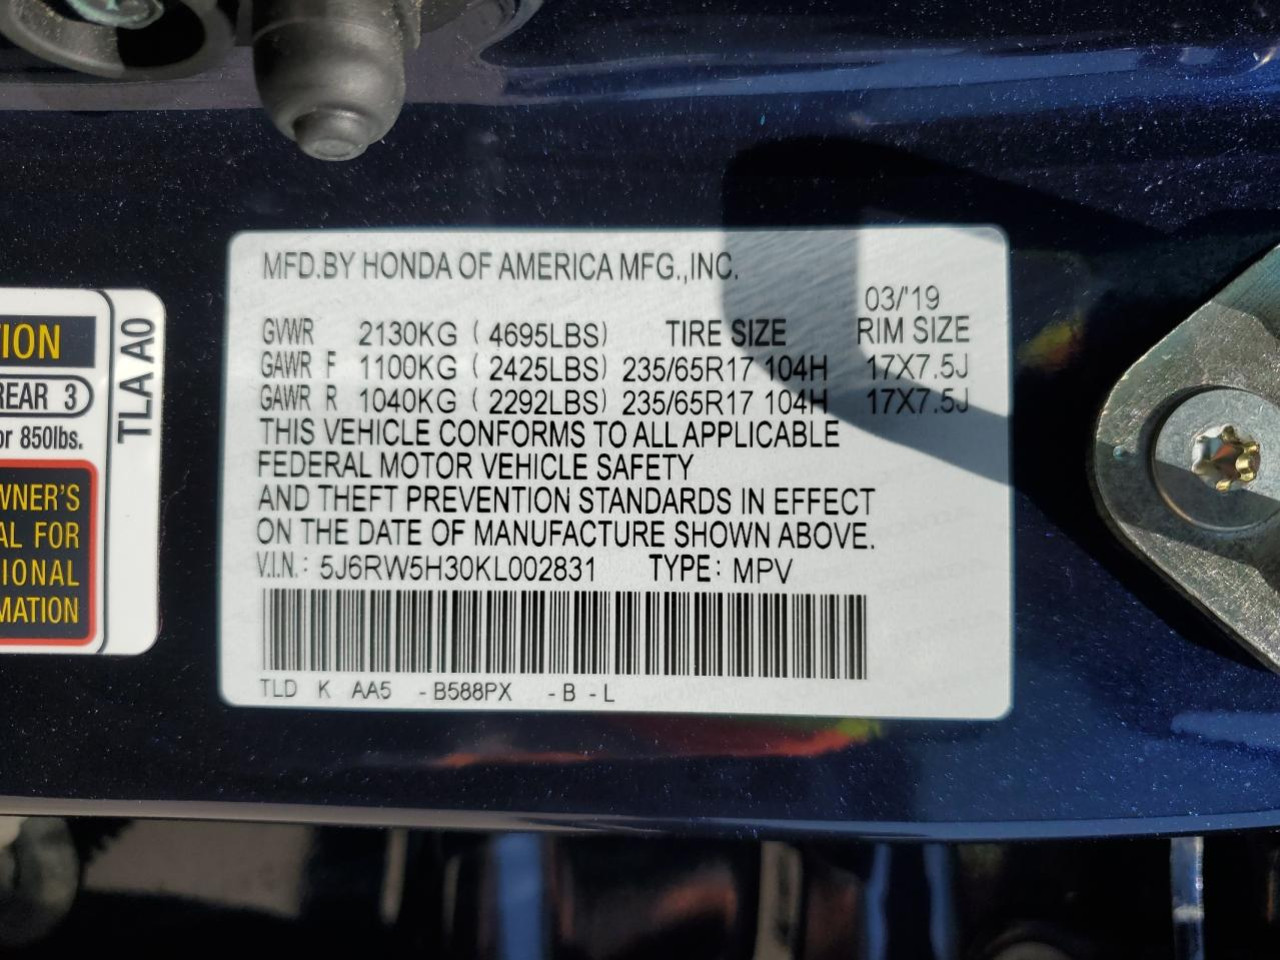 MFD.BY HONDA OF AMERICA MFG.,INC.
03/'19
GVWR 2130KG ( 4695LBS) TIRE SIZE RIM SIZE
GAWR F 1100KG ( 2425LBS) 235/65R17 104H 17X7.5J
GAWR R 1040KG ( 2292LBS) 235/65R17 104H 17X7.5J
THIS VEHICLE CONFORMS TO ALL APPLICABLE
FEDERAL MOTOR VEHICLE SAFETY
AND THEFT PREVENTION STANDARDS IN EFFECT
ON THE DATE OF MANUFACTURE SHOWN ABOVE.
V.I.N.: 5J6RW5H30KL002831 TYPE: MPV
TLD K AA5 -B588PX -B -L
ION
REAR 3
or 850lbs.
WNER'S
AL FOR
IONAL
MATION
TLA A0